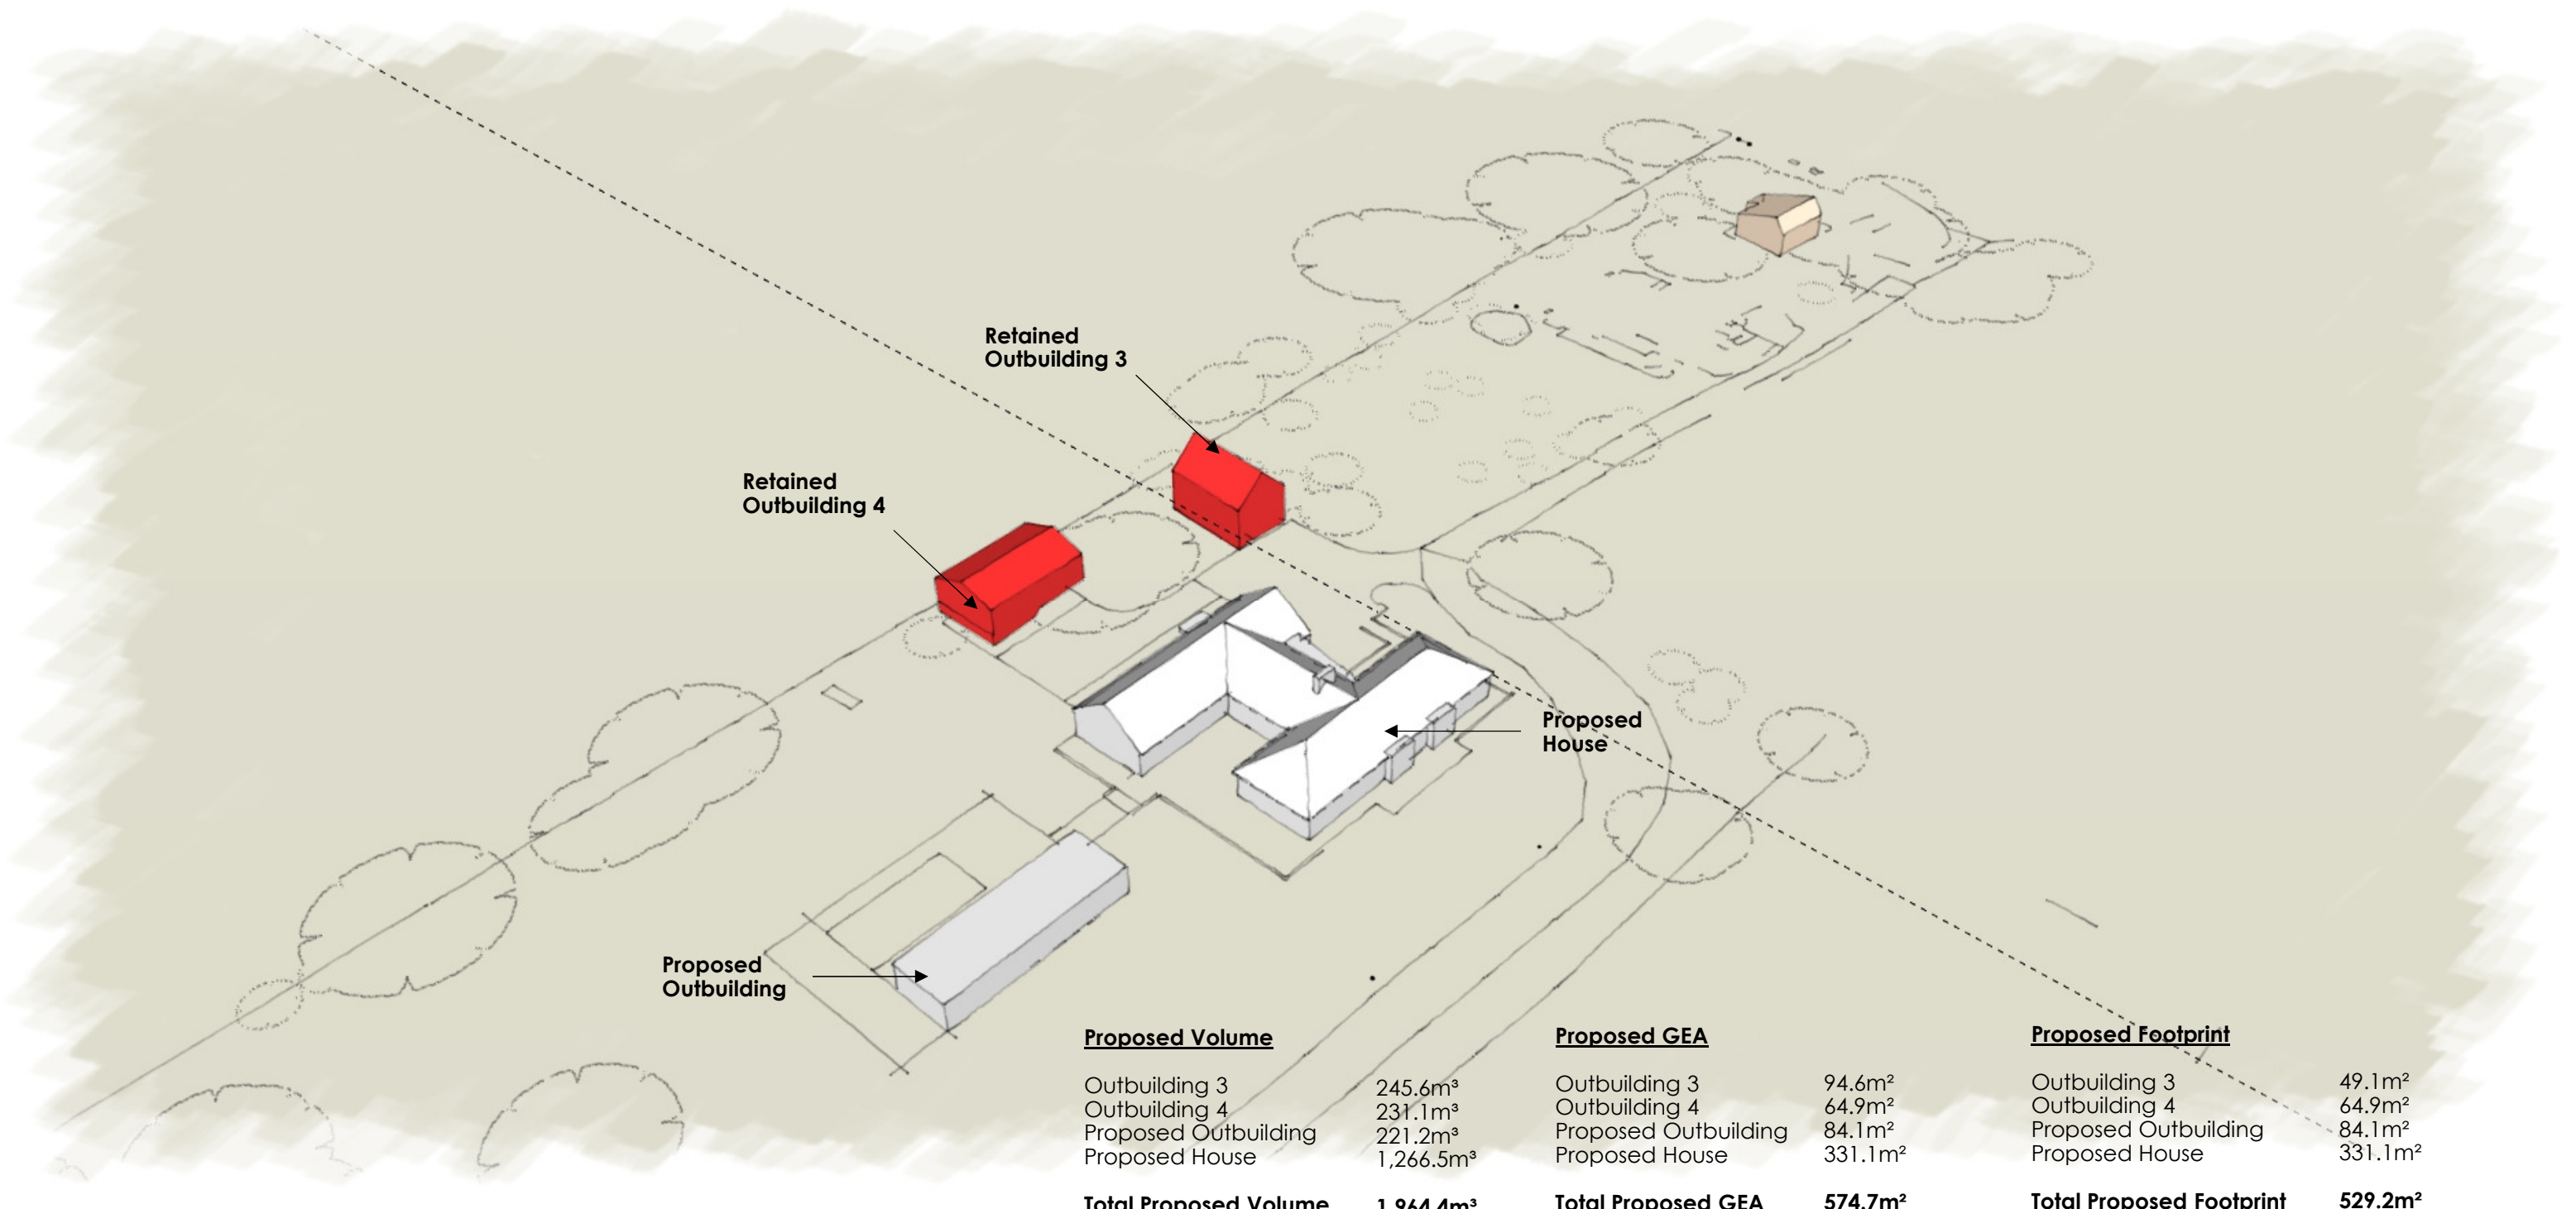 Retained
Outbuilding 3
Retained
Outbuilding 4
Proposed
House
Proposed
Outbuilding
Proposed Volume
Outbuilding 3 245.6m³
Outbuilding 4 231.1m³
Proposed Outbuilding 221.2m³
Proposed House 1,266.5m³
Total Proposed Volume 1,964.4m³
Proposed GEA
Outbuilding 3 94.6m²
Outbuilding 4 64.9m²
Proposed Outbuilding 84.1m²
Proposed House 331.1m²
Total Proposed GEA 574.7m²
Proposed Footprint
Outbuilding 3 49.1m²
Outbuilding 4 64.9m²
Proposed Outbuilding 84.1m²
Proposed House 331.1m²
Total Proposed Footprint 529.2m²